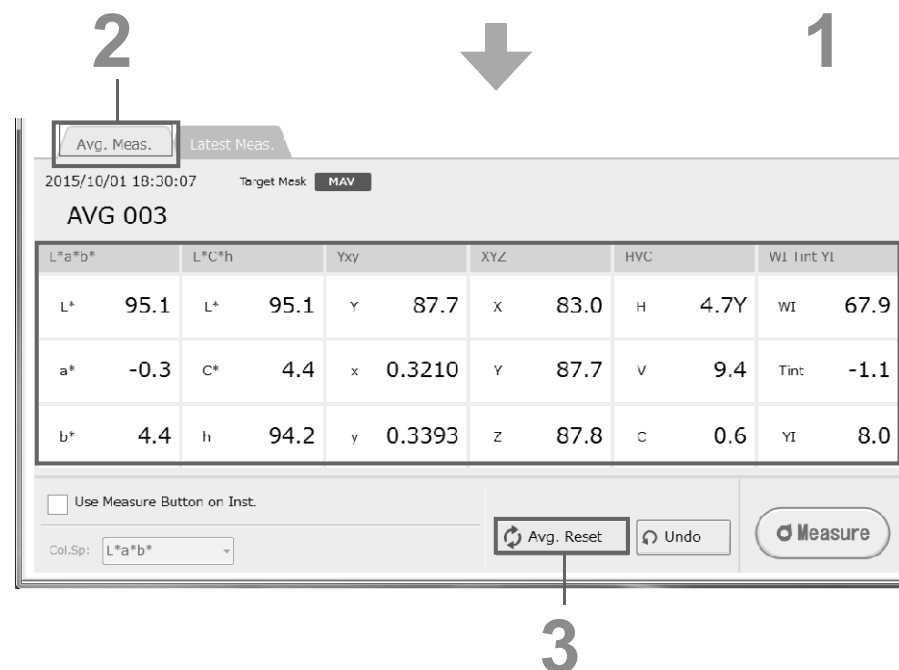 2 1
Avg. Meas. Latest Meas.
2015/10/01 18:30:07 Target Mask MAV
AVG 003
L*a*b* L*C*h Yxy XYZ HVC WI Tint YI
L* 95.1 L* 95.1 Y 87.7 X 83.0 H 4.7Y WI 67.9
a* -0.3 C* 4.4 x 0.3210 Y 87.7 V 9.4 Tint -1.1
b* 4.4 h 94.2 y 0.3393 Z 87.8 C 0.6 YI 8.0
Use Measure Button on Inst.
Avg. Reset Undo Measure
Col.Sp: L*a*b*
3